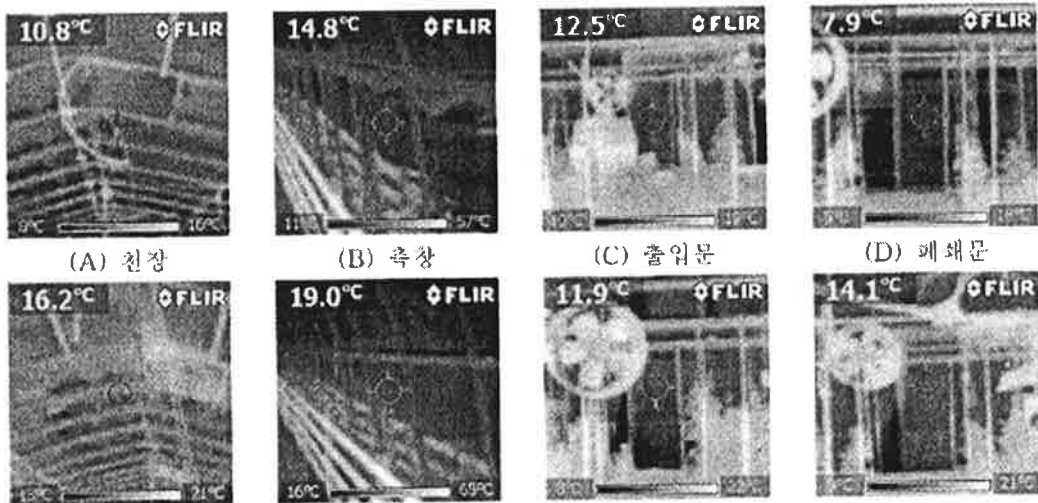 10.8°C FLIR
14.8°C FLIR
12.5°C FLIR
7.9°C FLIR
8°C 16°C
57°C
(A) 천장
(B) 측창
(C) 출입문
(D) 폐쇄문
16.2°C FLIR
19.0°C FLIR
11.9°C FLIR
14.1°C FLIR
21°C
16°C 69°C